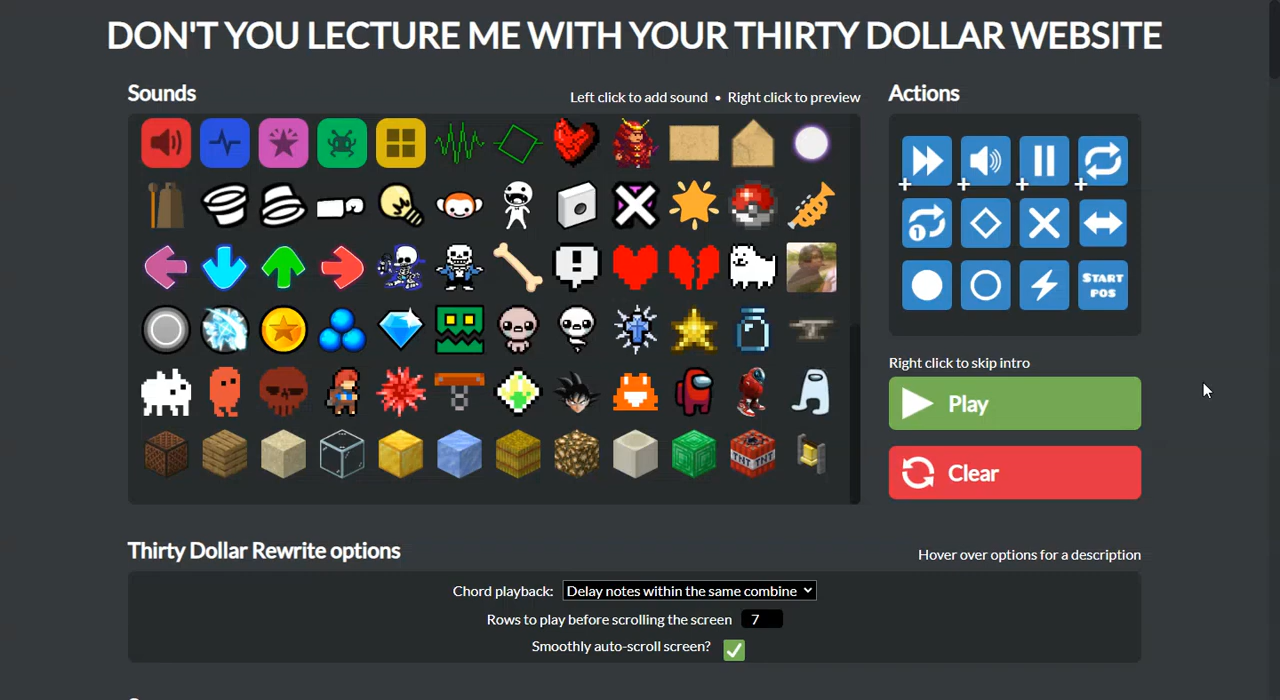 DON'T YOU LECTURE ME WITH YOUR THIRTY DOLLAR WEBSITE
Sounds
Left click to add sound • Right click to preview
Actions
1
START
POS
Right click to skip intro
Play
Clear
TNT TNT
Thirty Dollar Rewrite options
Hover over options for a description
Chord playback: Delay notes within the same combine
Rows to play before scrolling the screen 7
Smoothly auto-scroll screen?